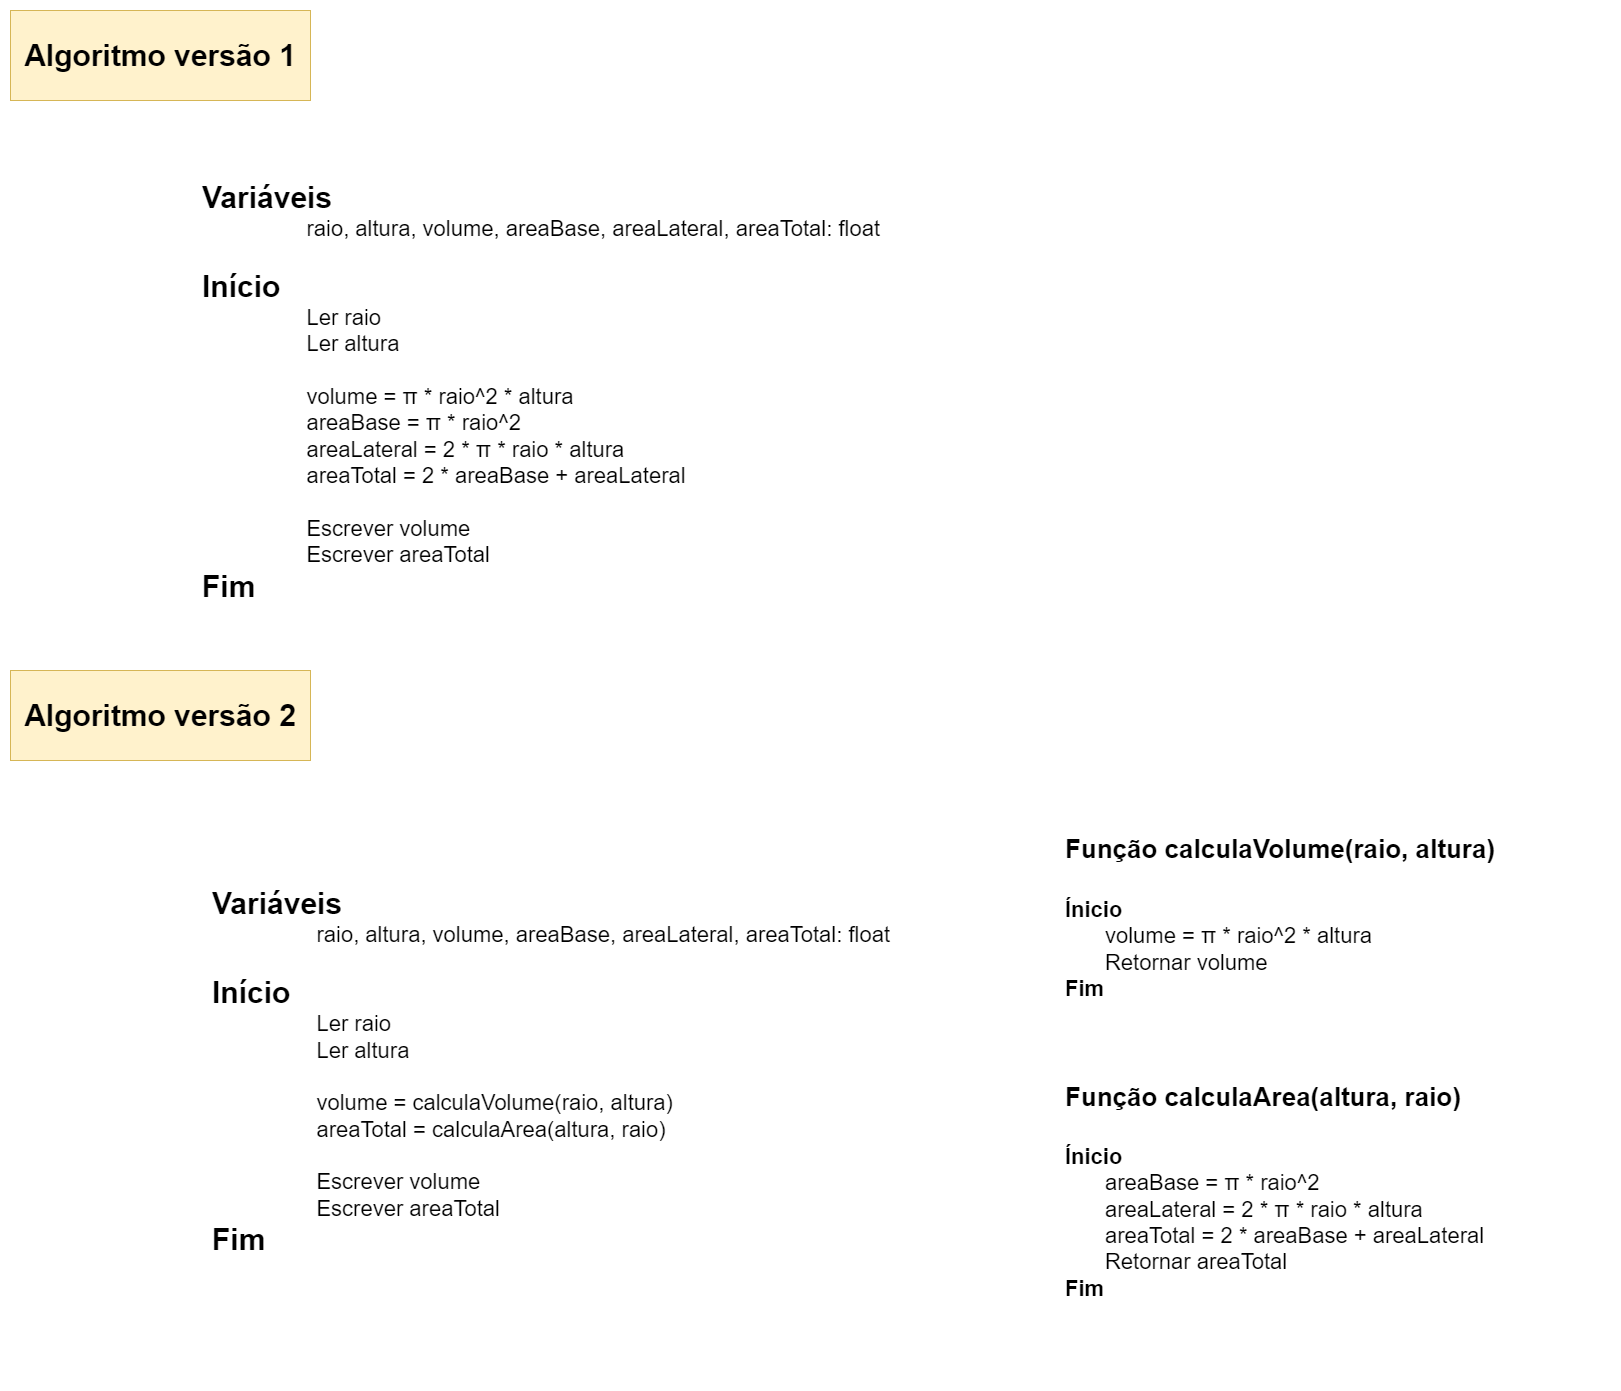 Algoritmo versão 1
Variáveis
raio, altura, volume, areaBase, areaLateral, areaTotal: float
Início
Ler raio
Ler altura
volume = π * raio^2 * altura
areaBase = π * raio^2
areaLateral = 2 * π * raio * altura
areaTotal = 2 * areaBase + areaLateral
Escrever volume
Escrever areaTotal
Fim
Algoritmo versão 2
Variáveis
raio, altura, volume, areaBase, areaLateral, areaTotal: float
Início
Ler raio
Ler altura
volume = calculaVolume(raio, altura)
areaTotal = calculaArea(altura, raio)
Escrever volume
Escrever areaTotal
Fim
Função calculaVolume(raio, altura)
Ínicio
volume = π * raio^2 * altura
Retornar volume
Fim
Função calculaArea(altura, raio)
Ínicio
areaBase = π * raio^2
areaLateral = 2 * π * raio * altura
areaTotal = 2 * areaBase + areaLateral
Retornar areaTotal
Fim